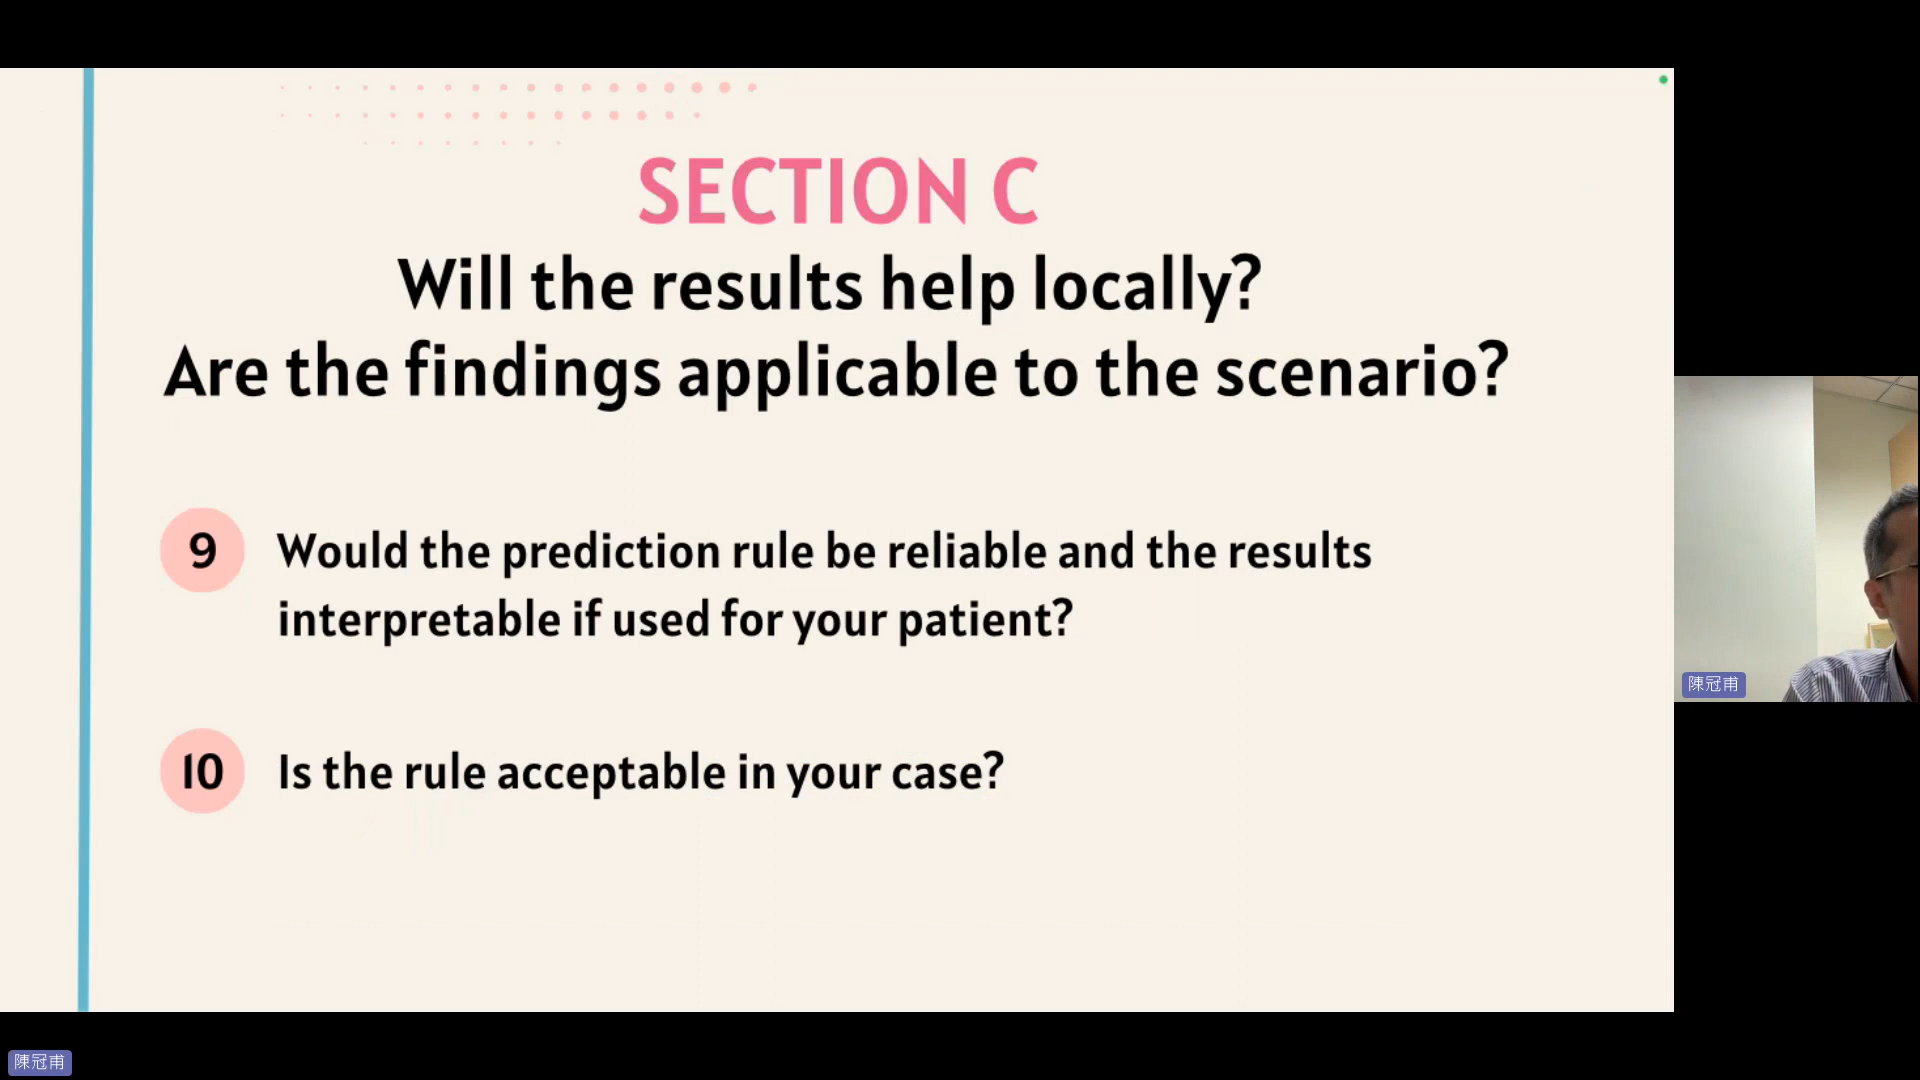 SECTION C
Will the results help locally?
Are the findings applicable to the scenario?
9
Would the prediction rule be reliable and the results
interpretable if used for your patient?
10
Is the rule acceptable in your case?
陳冠甫
陳冠甫